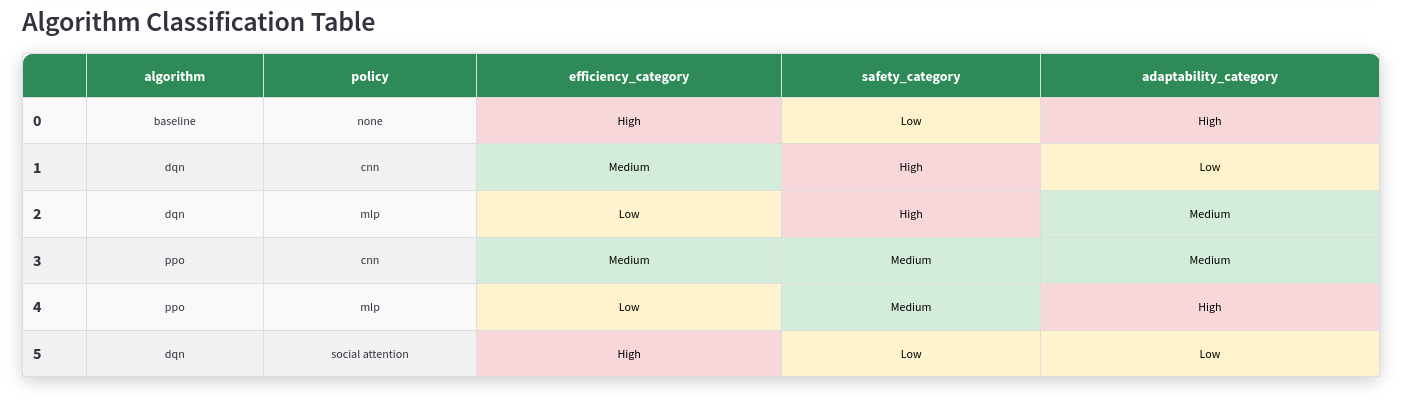 Algorithm Classification Table
algorithm policy efficiency_category safety_category adaptability_category
0 baseline none High Low High
1 dqn cnn Medium High Low
2 dqn mlp Low High Medium
3 ppo cnn Medium Medium Medium
4 ppo mlp Low Medium High
5 dqn social attention High Low Low